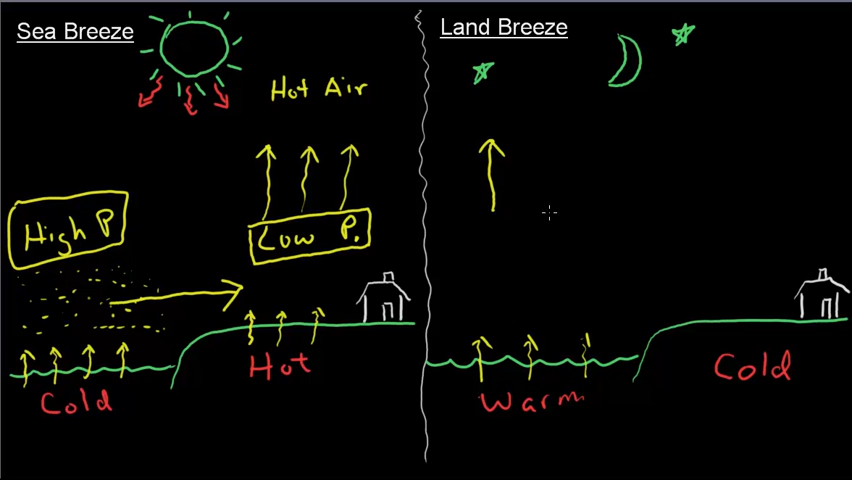 Sea Breeze
Hot Air
High P
Low P.
Hot
Cold
Land Breeze
Warm
Cold